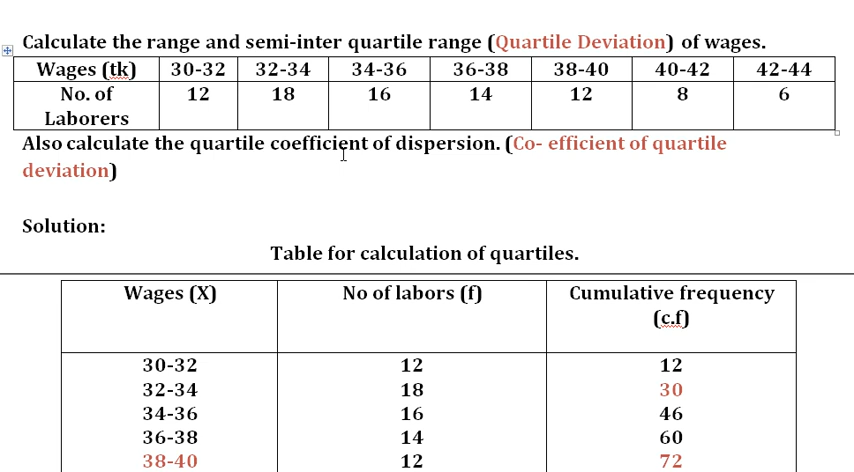 Calculate the range and semi-inter quartile range (Quartile Deviation) of wages.
Wages (tk) 30-32 32-34 34-36 36-38 38-40 40-42 42-44
No. of Laborers 12 18 16 14 12 8 6
Also calculate the quartile coefficient of dispersion. (Co- efficient of quartile
deviation)
Solution:
Table for calculation of quartiles.
Wages (X) No of labors (f) Cumulative frequency (c.f)
30-32 12 12
32-34 18 30
34-36 16 46
36-38 14 60
38-40 12 72